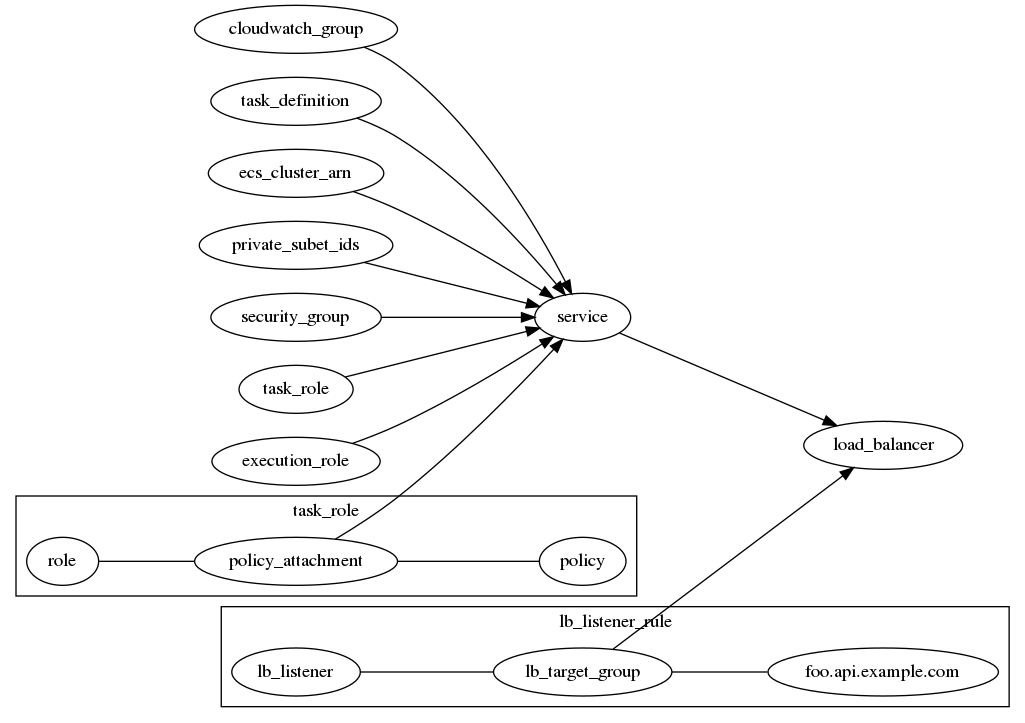 cloudwatch_group
task_definition
ecs_cluster_arn
private_subet_ids
security_group
service
task_role
load_balancer
execution_role
task_role
role
policy_attachment
policy
lb_listener_rule
lb_listener
lb_target_group
foo.api.example.com